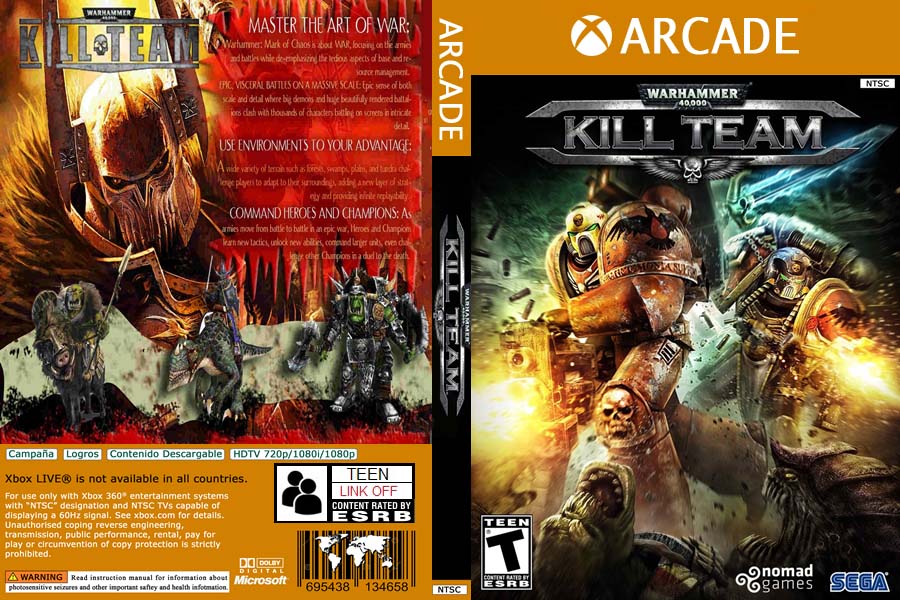 WARHAMMER
40,000
KILL TEAM
MASTER THE ART OF WAR:
Warhammer: Mark of Chaos is about WAR, focusing on the armies
and battles while de-emphasizing the tedious aspects of base and re-
source management.
EPIC, VISCERAL BATTLES ON A MASSIVE SCALE: Epic sense of both
scale and detail where big demons and huge beautifully rendered battal-
ions clash with thousands of characters battling on screens in intricate
detail.
USE ENVIRONMENTS TO YOUR ADVANTAGE:
A wide variety of terrain such as forests, swamps, plains, and tundra chal-
lenge players to adapt to their surroundings, adding a new layer of strat-
egy and providing infinite replayability.
COMMAND HEROES AND CHAMPIONS: As
armies move from battle to battle in an epic war, Heroes and Champions
learn new tactics, unlock new abilities, command larger units, even chal-
lenge other Champions in a duel to the death.
Campaña
Logros
Contenido Descargable
HDTV 720p/1080i/1080p
Xbox LIVE® is not available in all countries.
For use only with Xbox 360® entertainment systems
with "NTSC" designation and NTSC TVs capable of
displaying a 60Hz signal. See xbox.com for details.
Unauthorised coping reverse engineering,
transmission, public performance, rental, pay for
play or circumvention of copy protection is strictly
prohibited.
WARNING
Read instruction manual for information about
photosensitive seizures and other important saftey and health infotmation.
TEEN
LINK OFF
CONTENT RATED BY
ESRB
DOLBY
DIGITAL
Microsoft
695438 134658
ARCADE
KILL TEAM
WARHAMMER
40,000
NTSC
ARCADE
NTSC
WARHAMMER
40,000
KILL TEAM
TEEN
T
CONTENT RATED BY
ESRB
nomad
games
SEGA